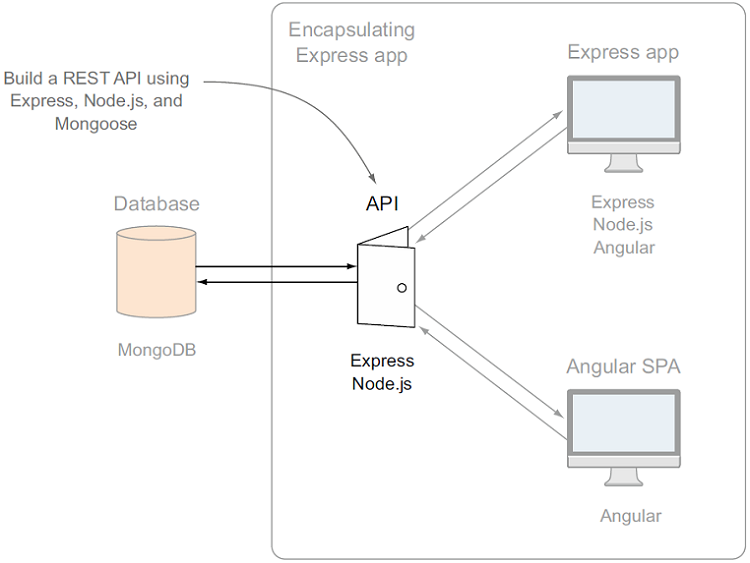 Encapsulating
Express app
Express app
Build a REST API using
Express, Node.js, and
Mongoose
Database
API
Express
Node.js
Angular
MongoDB
Express
Node.js
Angular SPA
Angular